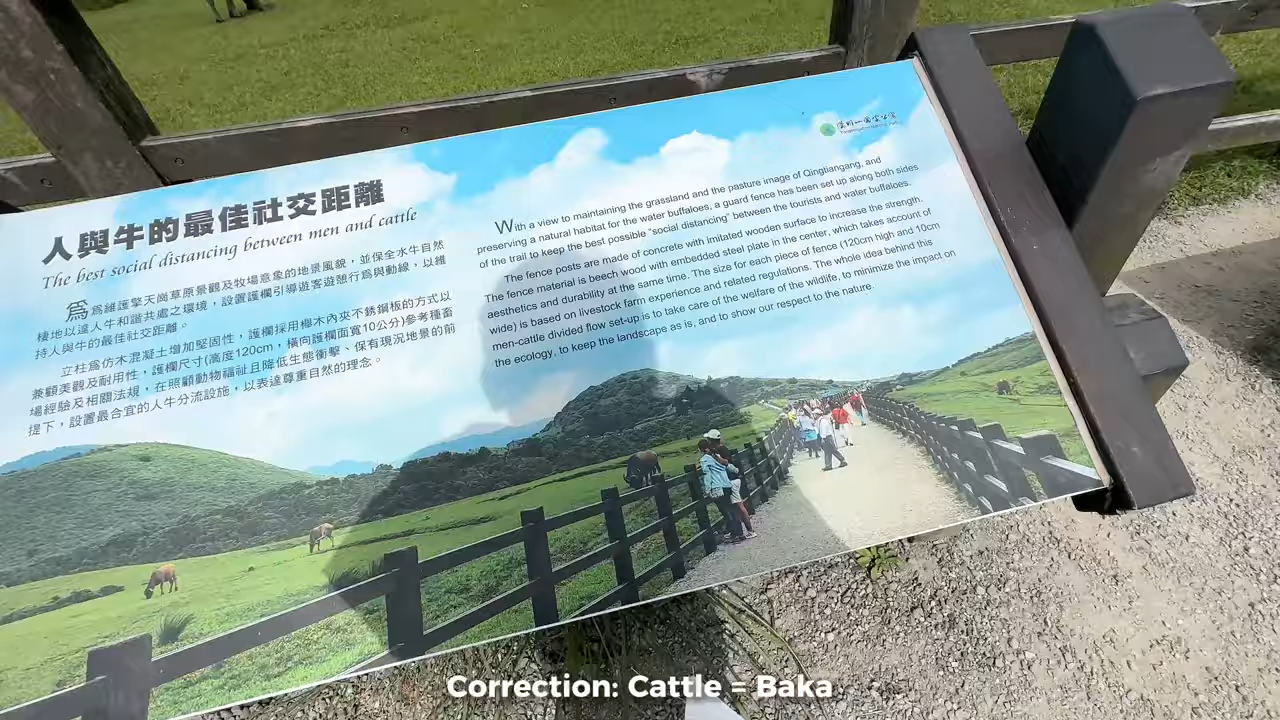 人與牛的最佳社交距離
The best social distancing between men and cattle
為維護擎天崗草原景觀及牧場意象的地景風貌，並保全水牛自然
棲地以達人牛和諧共處之環境，設置護欄引導遊客遊憩行為與動線，以維
持人與牛的最佳社交距離。
立柱為仿木混凝土增加堅固性，護欄採用櫸木內夾不銹鋼板的方式以
兼顧美觀及耐用性，護欄尺寸(高度120cm，橫向護欄面寬10公分)參考種畜
場經驗及相關法規，在照顧動物福祉且降低生態衝擊、保有現況地景的前
提下，設置最合宜的人牛分流設施，以表達尊重自然的理念。
With a view to maintaining the grassland and the pasture image of Qingtiangang, and
preserving a natural habitat for the water buffaloes, a guard fence has been set up along both sides
of the trail to keep the best possible "social distancing" between the tourists and water buffaloes.
The fence posts are made of concrete with imitated wooden surface to increase the strength.
The fence material is beech wood with embedded steel plate in the center, which takes account of
aesthetics and durability at the same time. The size for each piece of fence (120cm high and 10cm
wide) is based on livestock farm experience and related regulations. The whole idea behind this
men-cattle divided flow set-up is to take care of the welfare of the wildlife, to minimize the impact on
the ecology, to keep the landscape as is, and to show our respect to the nature.
Correction: Cattle = Baka